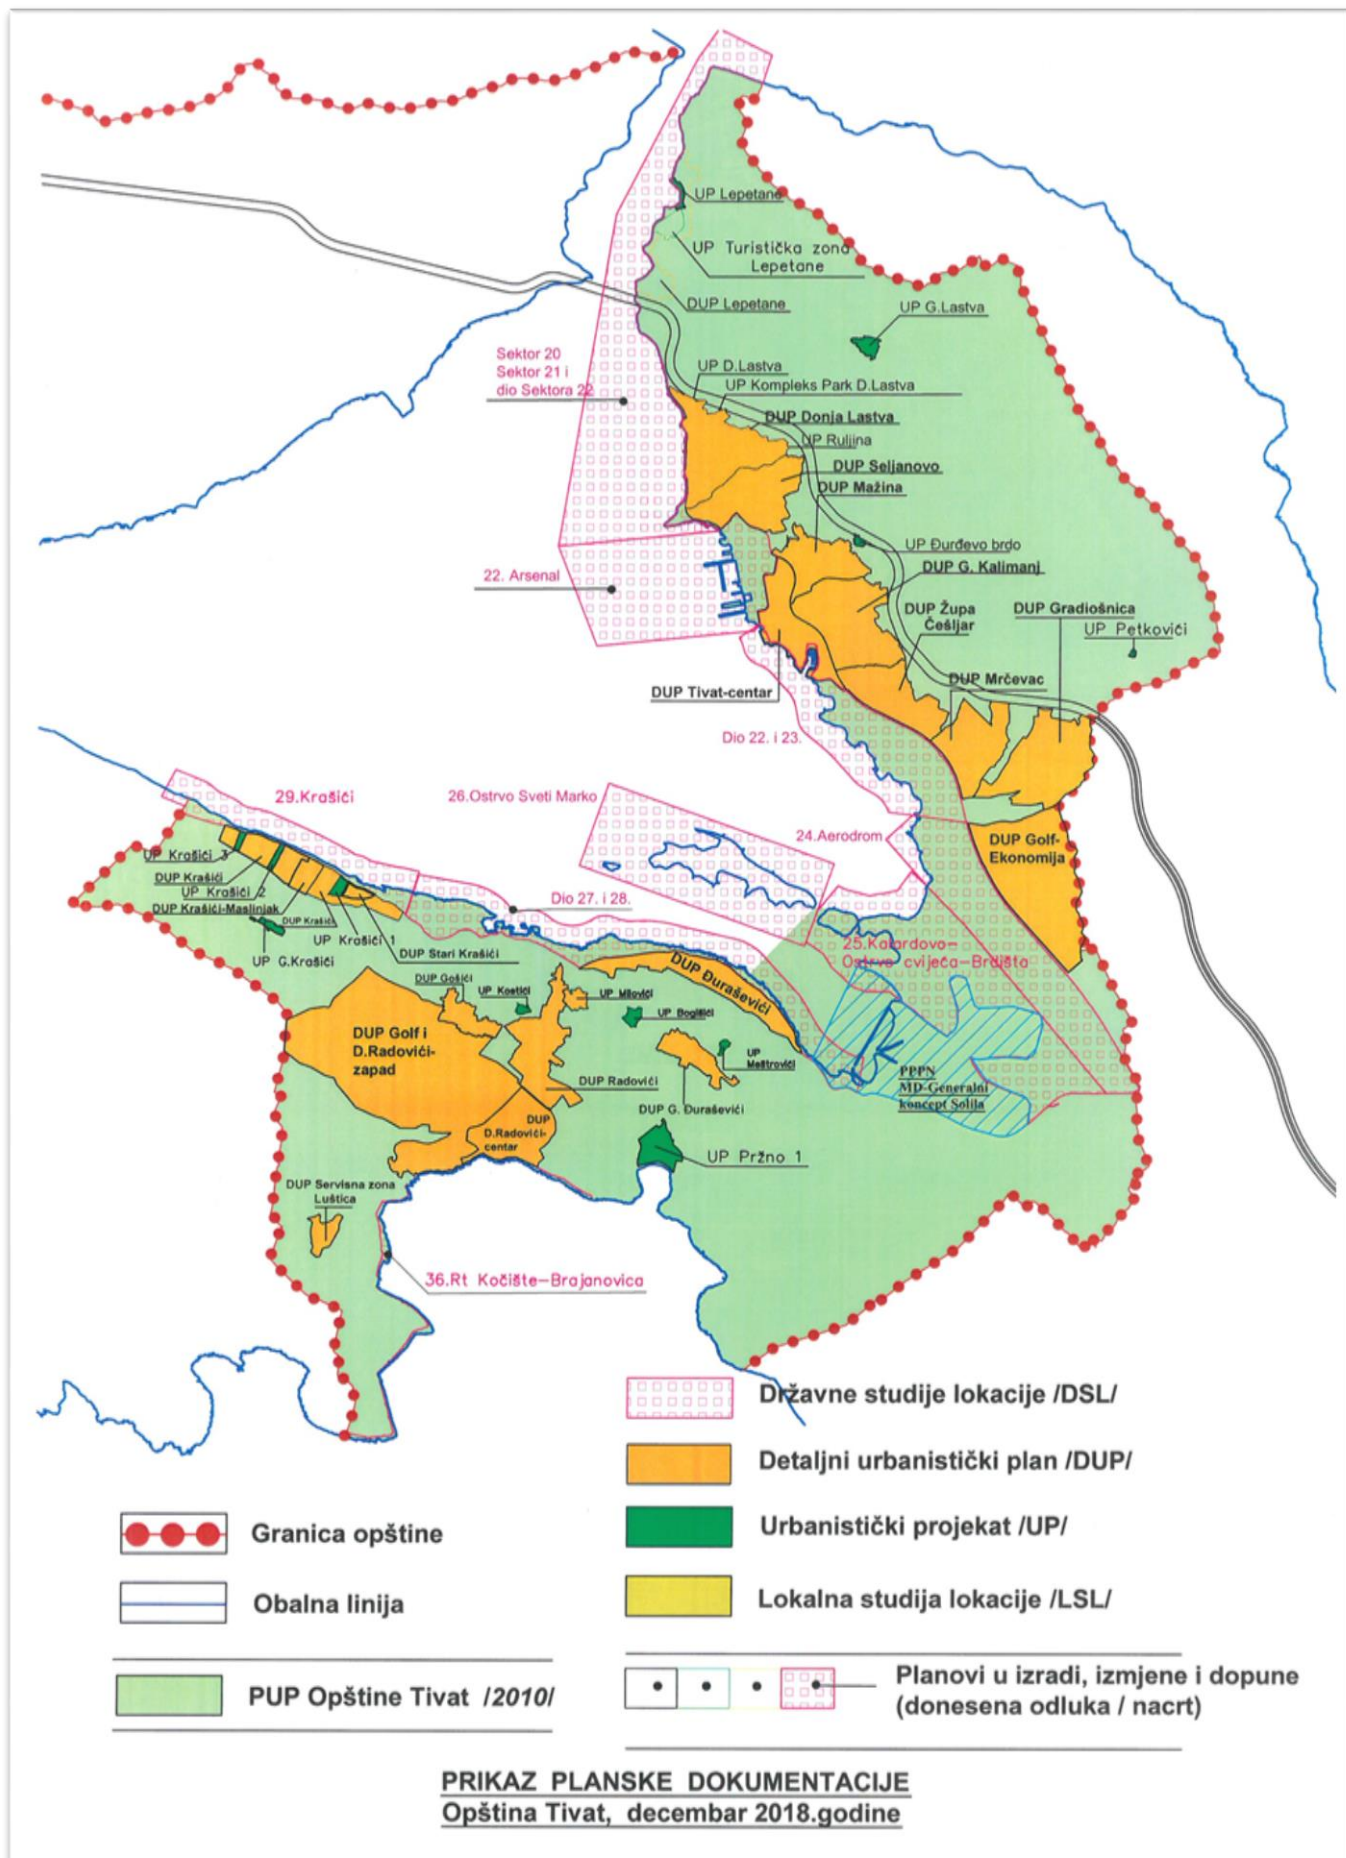 UP Lepetane
UP Turistička zona
Lepetane
DUP Lepetane
UP G.Lastva
Sektor 20
Sektor 21 i
dio Sektora 22
UP D.Lastva
UP Kompleks Park D.Lastva
DUP Donja Lastva
UP Ruljina
DUP Seljanovo
DUP Mažina
UP Đurđevo brdo
22. Arsenal
DUP G. Kalimanj
DUP Župa
Češljar
DUP Gradiošnica
UP Petkovići
DUP Mrčevac
DUP Tivat-centar
Dio 22. i 23.
29.Krašići
26.Ostrvo Sveti Marko
24.Aerodrom
DUP Golf-
Ekonomija
UP Krašići 3
DUP Krašići
UP Krašići 2
DUP Krašići-Maslinjak
DUP Krašići
UP Krašići 1
DUP Stari Krašići
UP G.Krašići
Dio 27. i 28.
25.Kalardovo-
Ostrvo cvijeća-Brdišta
DUP Đuraševići
DUP Gošići
UP Kostići
UP Milovići
UP Bogišići
UP
Meštrovići
DUP Golf i
D.Radovići-
zapad
DUP Radovići
DUP G. Đuraševići
PPPN
MD-Generalni
koncept Solila
DUP
D.Radovići-
centar
UP Pržno 1
DUP Servisna zona
Luštica
36.Rt Kočište-Brajanovica
Državne studije lokacije /DSL/
Detaljni urbanistički plan /DUP/
Urbanistički projekat /UP/
Lokalna studija lokacije /LSL/
Granica opštine
Obalna linija
PUP Opštine Tivat /2010/
Planovi u izradi, izmjene i dopune
(donesena odluka / nacrt)
PRIKAZ PLANSKE DOKUMENTACIJE
Opština Tivat, decembar 2018.godine